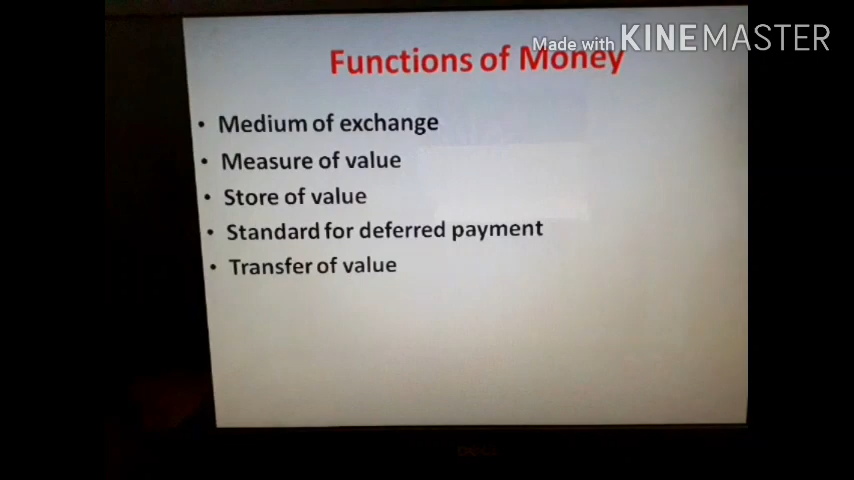 Made with KINEMASTER
Functions of Money
• Medium of exchange
• Measure of value
• Store of value
• Standard for deferred payment
• Transfer of value